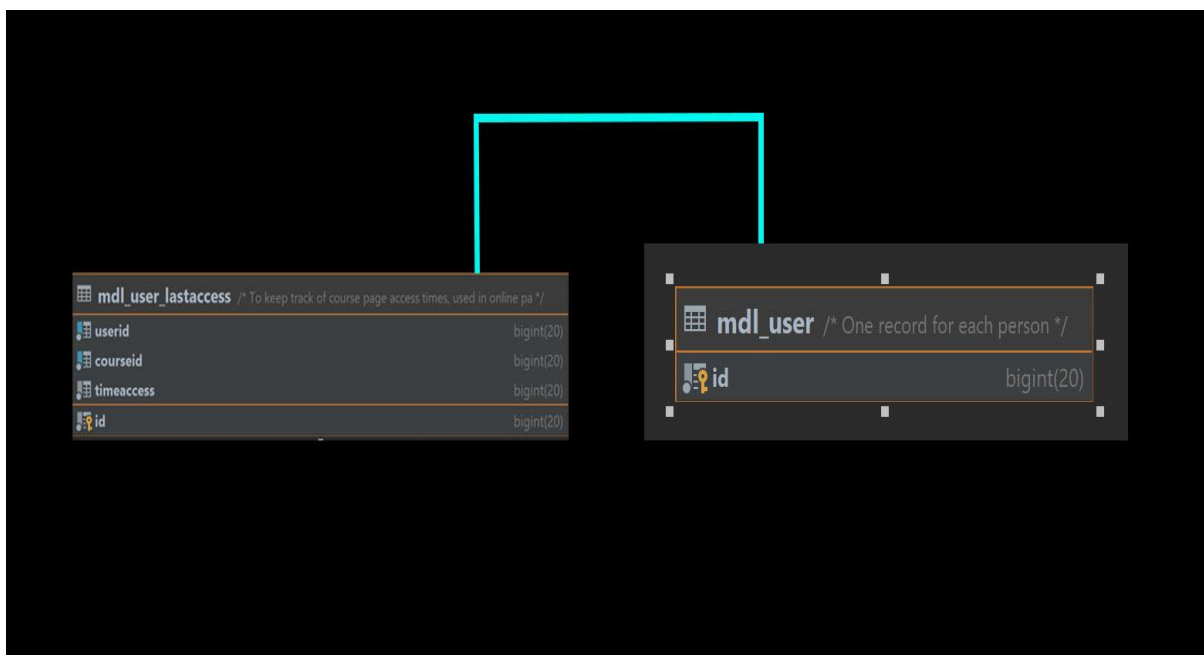 mdl_user_lastaccess /* To keep track of course page access times, used in online pa */
userid bigint(20)
courseid bigint(20)
timeaccess bigint(20)
id bigint(20)
mdl_user /* One record for each person */
id bigint(20)